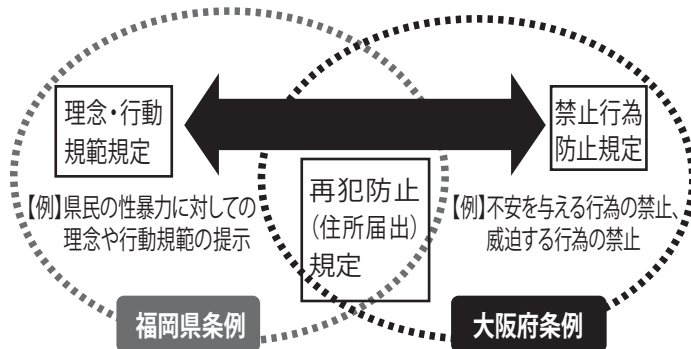 理念・行動
規範規定
禁止行為
防止規定
【例】県民の性暴力に対しての
理念や行動規範の提示
再犯防止
(住所届出)
規定
【例】不安を与える行為の禁止、
威迫する行為の禁止
福岡県条例
大阪府条例